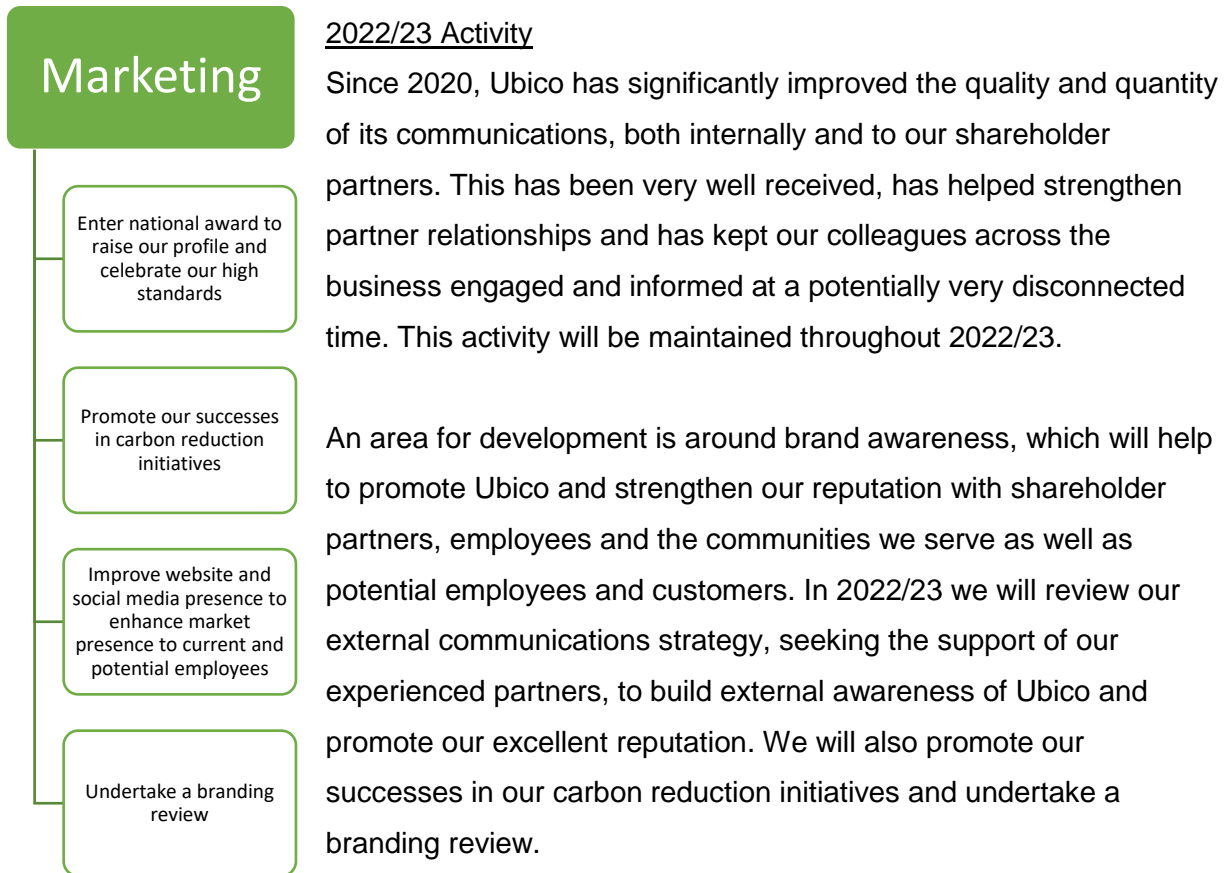 Marketing
Enter national award to
raise our profile and
celebrate our high
standards
Promote our successes
in carbon reduction
initiatives
Improve website and
social media presence to
enhance market
presence to current and
potential employees
Undertake a branding
review
2022/23 Activity
Since 2020, Ubico has significantly improved the quality and quantity
of its communications, both internally and to our shareholder
partners. This has been very well received, has helped strengthen
partner relationships and has kept our colleagues across the
business engaged and informed at a potentially very disconnected
time. This activity will be maintained throughout 2022/23.
An area for development is around brand awareness, which will help
to promote Ubico and strengthen our reputation with shareholder
partners, employees and the communities we serve as well as
potential employees and customers. In 2022/23 we will review our
external communications strategy, seeking the support of our
experienced partners, to build external awareness of Ubico and
promote our excellent reputation. We will also promote our
successes in our carbon reduction initiatives and undertake a
branding review.